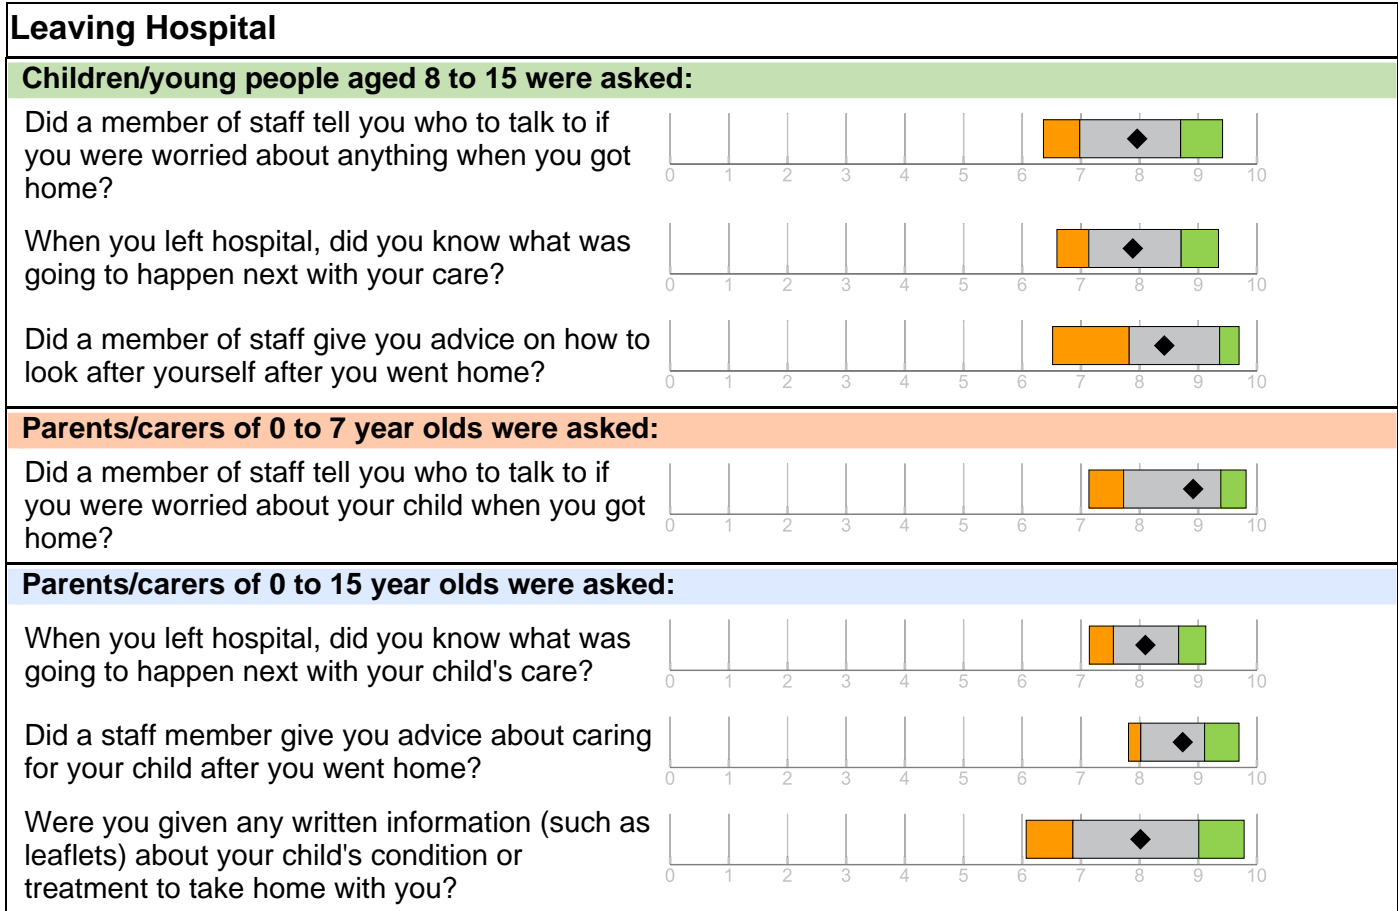 Leaving Hospital
Children/young people aged 8 to 15 were asked:
Did a member of staff tell you who to talk to if
you were worried about anything when you got
home?
0 1 2 3 4 5 6 7 8 9 10
When you left hospital, did you know what was
going to happen next with your care?
0 1 2 3 4 5 6 7 8 9 10
Did a member of staff give you advice on how to
look after yourself after you went home?
0 1 2 3 4 5 6 7 8 9 10
Parents/carers of 0 to 7 year olds were asked:
Did a member of staff tell you who to talk to if
you were worried about your child when you got
home?
0 1 2 3 4 5 6 7 8 9 10
Parents/carers of 0 to 15 year olds were asked:
When you left hospital, did you know what was
going to happen next with your child's care?
0 1 2 3 4 5 6 7 8 9 10
Did a staff member give you advice about caring
for your child after you went home?
0 1 2 3 4 5 6 7 8 9 10
Were you given any written information (such as
leaflets) about your child's condition or
treatment to take home with you?
0 1 2 3 4 5 6 7 8 9 10